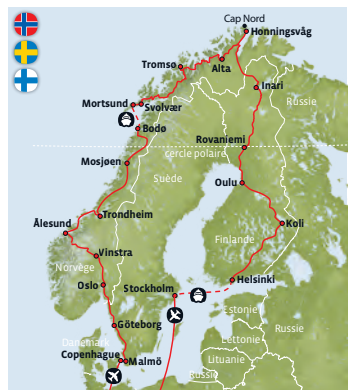 Cap Nord
Honningsvåg
Tromsø
Alta
Inari
Russie
Mortsund
Svolvær
Bodø
Rovaniemi
cercle polaire
Mosjøen
Suède
Oulu
Trondheim
Ålesund
Koli
Finlande
Vinstra
Norvège
Stockholm
Helsinki
Oslo
Estonie
Russie
Göteborg
Lettonie
Danemark
Copenhague
Malmö
Lituanie
Russie